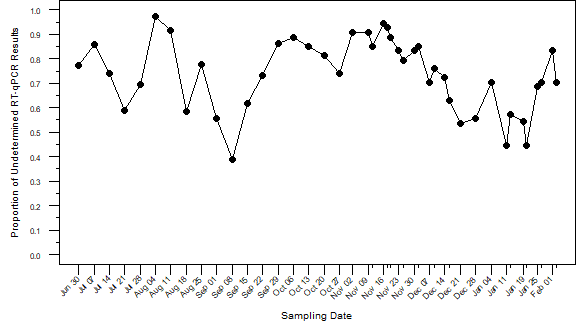 Proportion of Undetermined RT-qPCR Results
1.0
0.9
0.8
0.7
0.6
0.5
0.4
0.3
0.2
0.1
0.0
Jun 30
Jul 07
Jul 14
Jul 21
Jul 28
Aug 04
Aug 11
Aug 18
Aug 25
Sep 01
Sep 08
Sep 15
Sep 22
Sep 29
Oct 06
Oct 13
Oct 20
Oct 27
Nov 02
Nov 09
Nov 16
Nov 23
Nov 30
Dec 07
Dec 14
Dec 21
Dec 28
Jan 04
Jan 11
Jan 19
Jan 25
Feb 01
Sampling Date